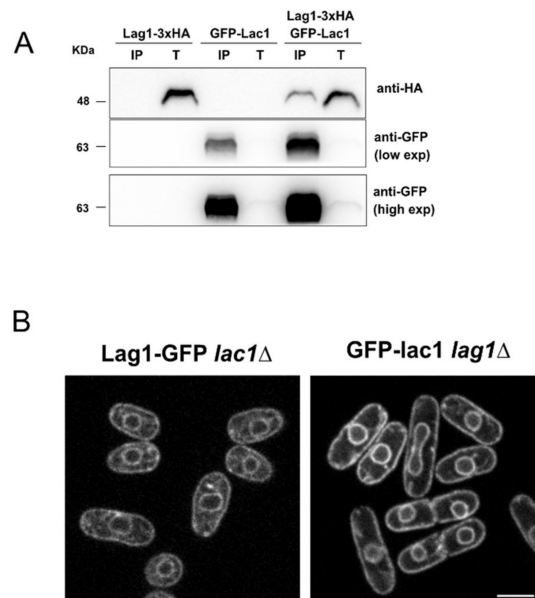 A
Lag1-3xHA GFP-Lac1 Lag1-3xHA
GFP-Lac1
KDa IP T IP T IP T
48 anti-HA
63 anti-GFP
(low exp)
63 anti-GFP
(high exp)
B
Lag1-GFP lac1Δ GFP-lac1 lag1Δ